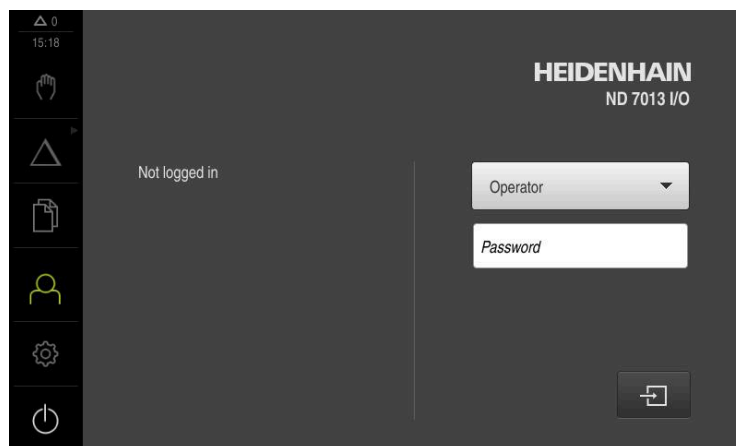 0
15:18
HEIDENHAIN
ND 7013 I/O
Not logged in
Operator
Password